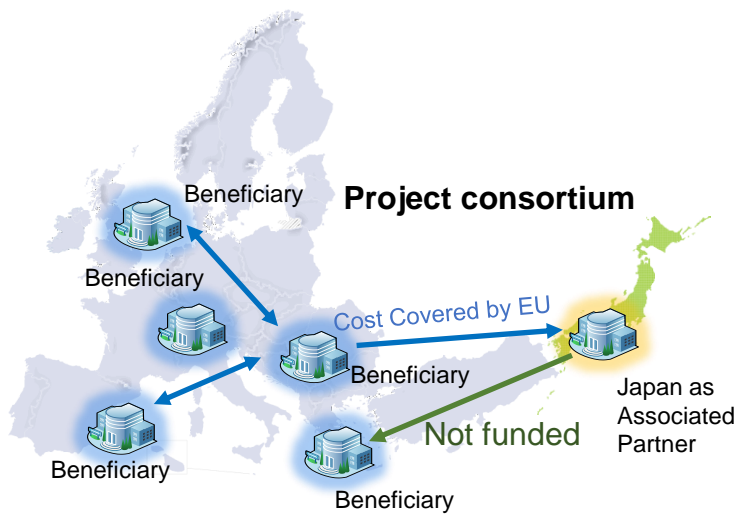 Beneficiary
Project consortium
Beneficiary
Cost Covered by EU
Beneficiary
Japan as
Associated
Partner
Not funded
Beneficiary
Beneficiary